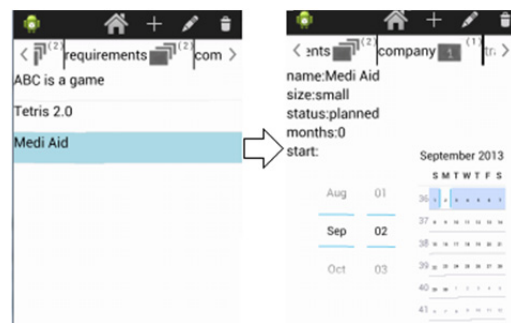 < (2) requirements (2) com >
ABC is a game
Tetris 2.0
Medi Aid
< ents (2) company 1 (1) tr >
name:Medi Aid
size:small
status:planned
months:0
start:
Aug 01
Sep 02
Oct 03
September 2013
S M T W T F S
36
37
38
39
40
41